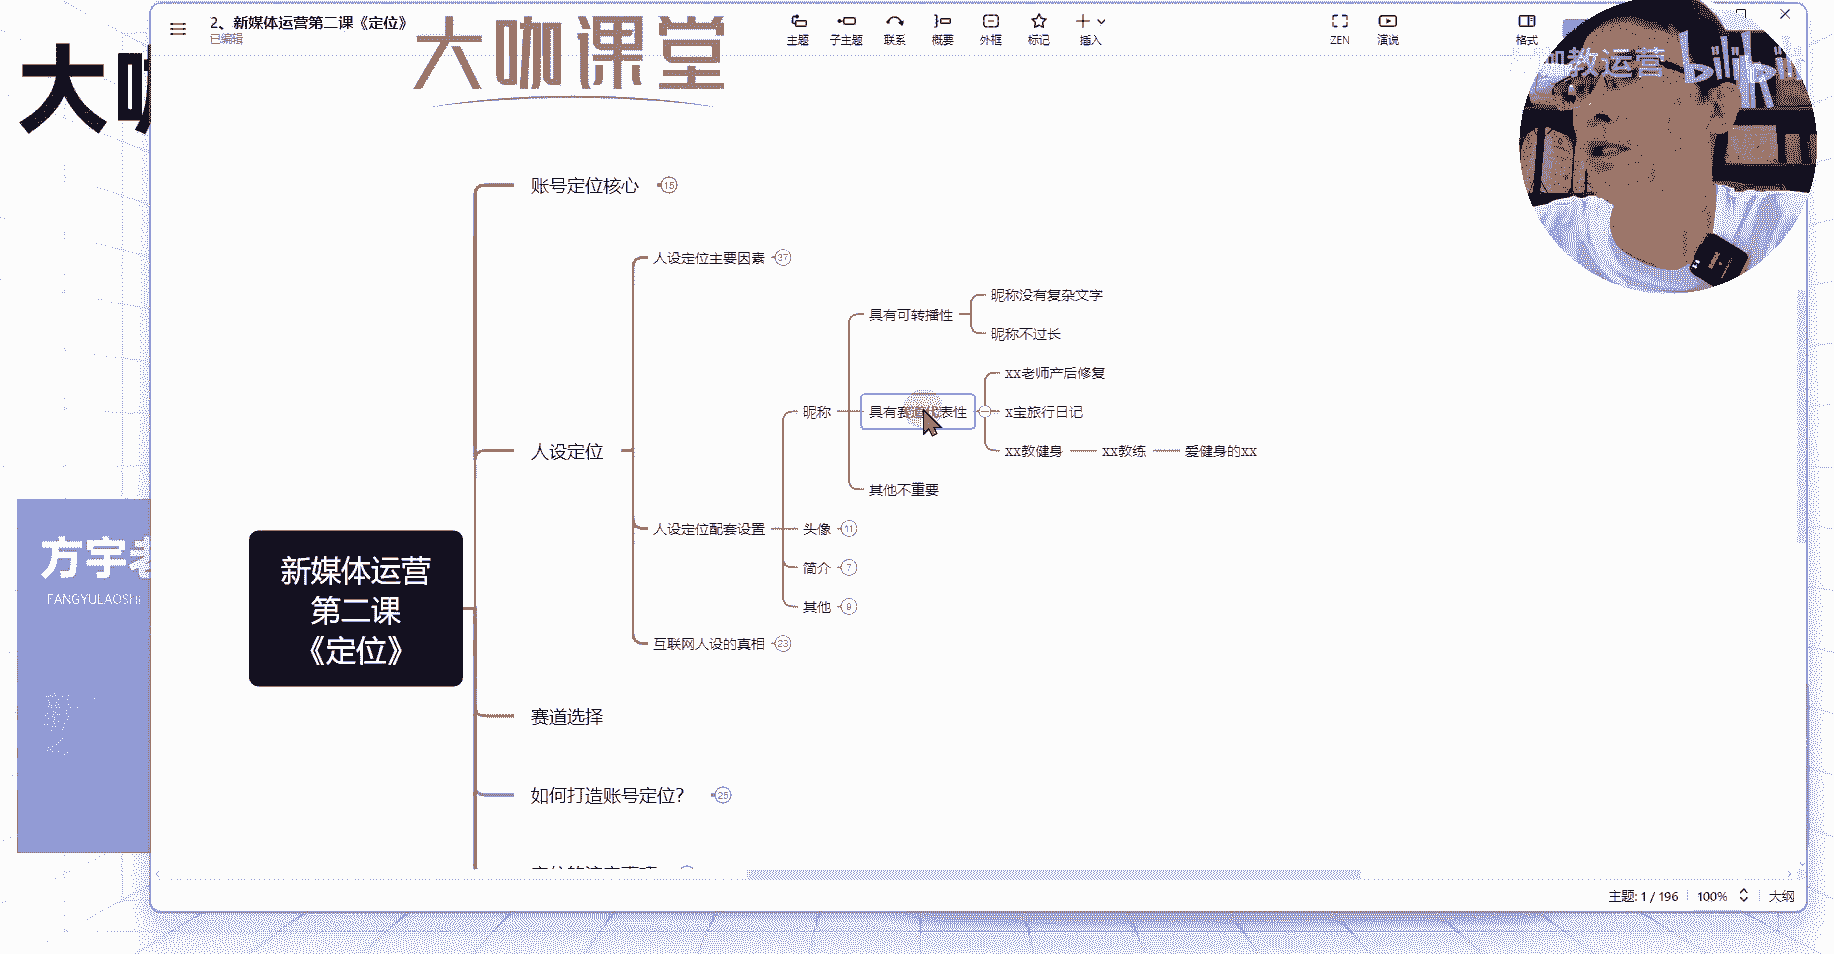 2、新媒体运营第二课《定位》
已编辑
大咖课堂
主题
子主题
联系
概要
外框
标记
插入
ZEN
演说
格式
咖教运营
bilibili
大咖
账号定位核心 15
人设定位主要因素 37
昵称没有复杂文字
具有可转播性
昵称不过长
xx老师产后修复
昵称
具有赛道代表性
x宝旅行日记
人设定位
xx教健身
xx教练
爱健身的xx
其他不重要
人设定位配套设置
头像 11
新媒体运营
第二课
《定位》
简介 7
其他 9
互联网人设的真相 23
赛道选择
如何打造账号定位? 25
方宇老
FANGYULAOSHI
主题: 1 / 196
100%
大纲